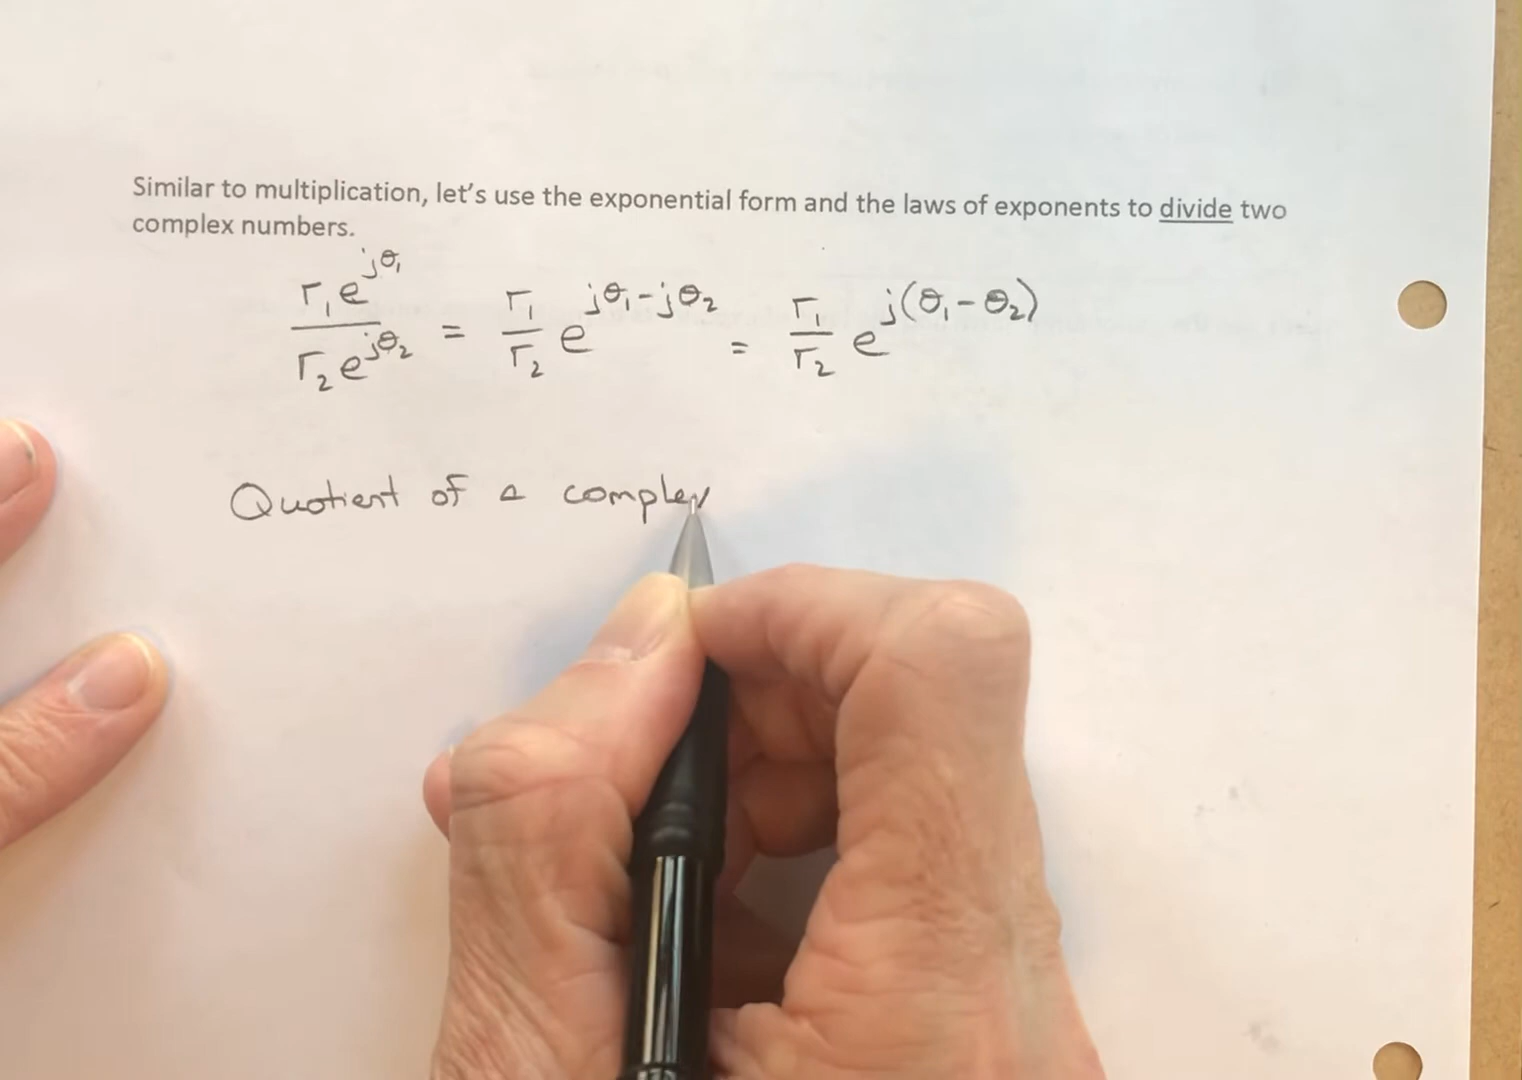 Similar to multiplication, let's use the exponential form and the laws of exponents to divide two
complex numbers.
r₁e^{jθ₁} / r₂e^{jθ₂} = r₁/r₂ e^{jθ₁-jθ₂} = r₁/r₂ e^{j(θ₁-θ₂)}
Quotient of a complex